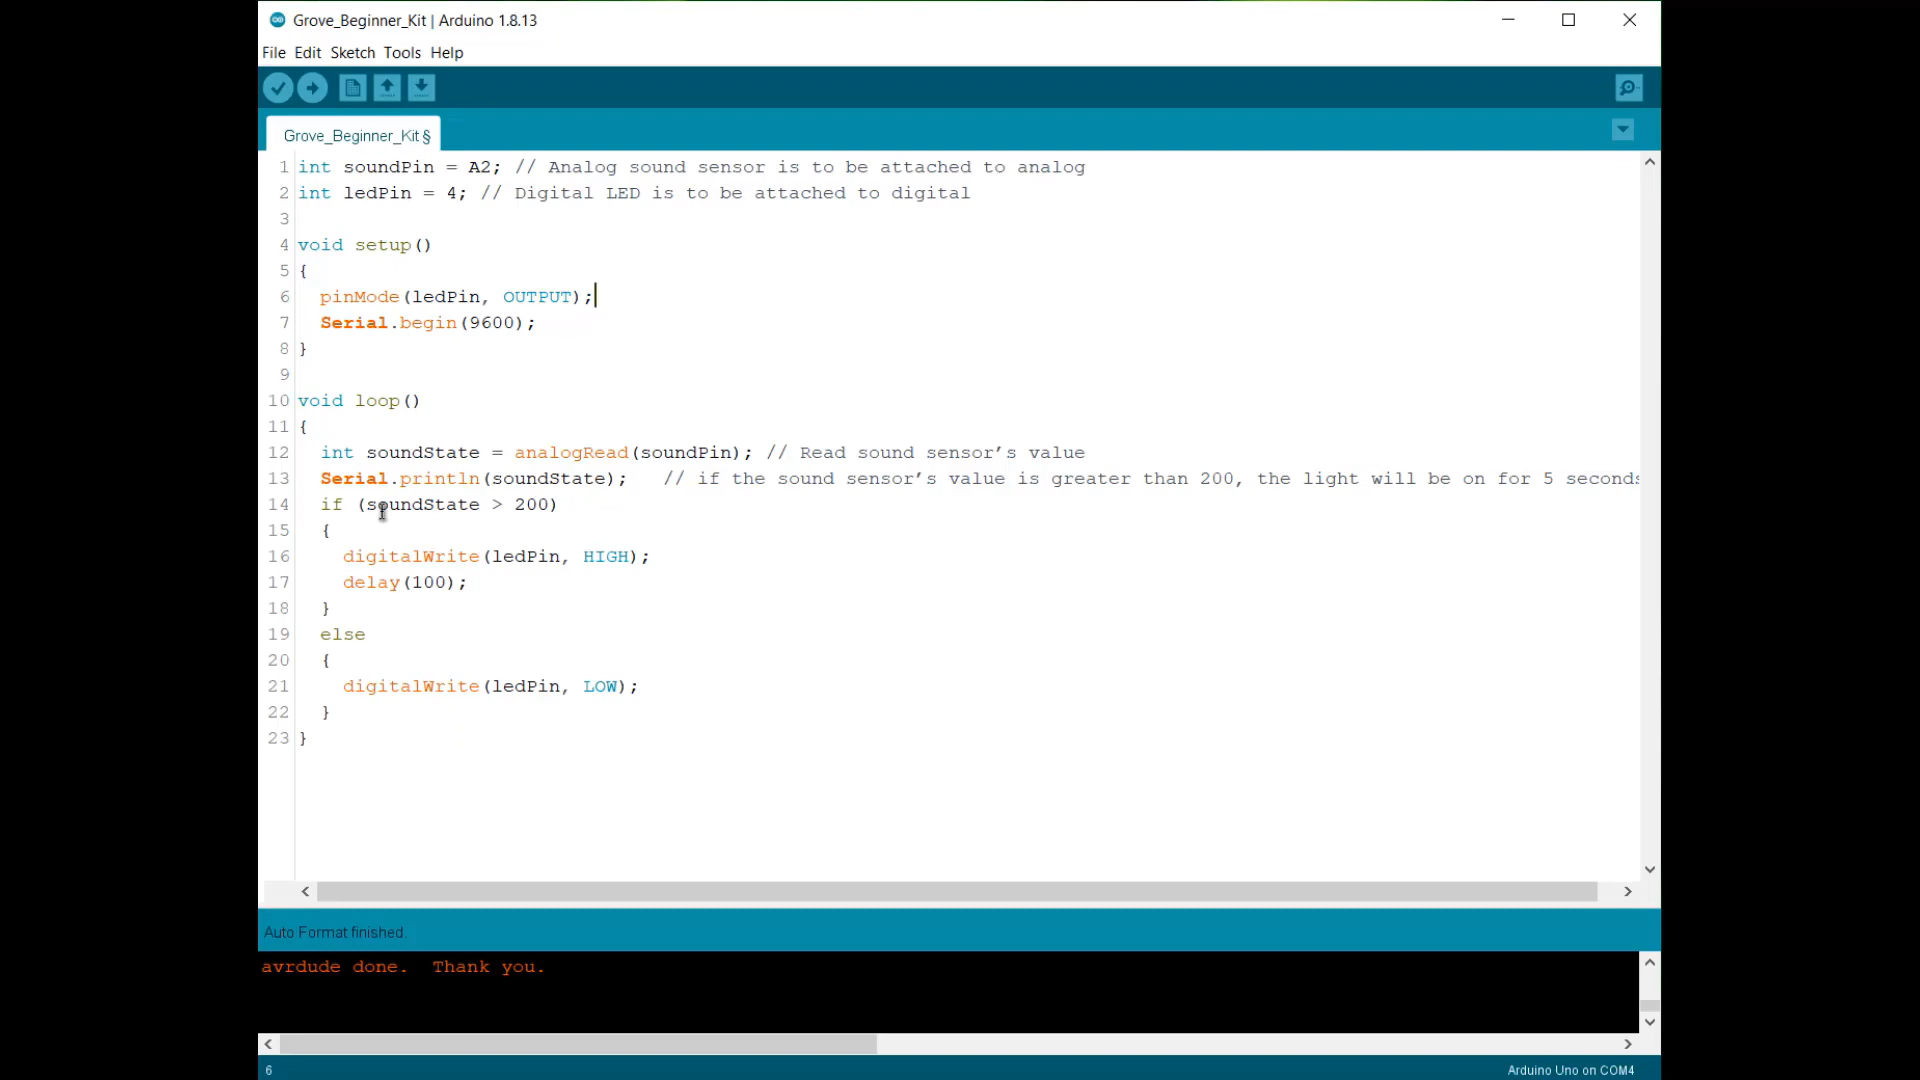 Grove_Beginner_Kit | Arduino 1.8.13
File Edit Sketch Tools Help
Grove_Beginner_Kit §
1 int soundPin = A2; // Analog sound sensor is to be attached to analog
2 int ledPin = 4; // Digital LED is to be attached to digital
3
4 void setup()
5 {
6 pinMode(ledPin, OUTPUT);
7 Serial.begin(9600);
8 }
9
10 void loop()
11 {
12 int soundState = analogRead(soundPin); // Read sound sensor’s value
13 Serial.println(soundState); // if the sound sensor’s value is greater than 200, the light will be on for 5 seconds
14 if (soundState > 200)
15 {
16 digitalWrite(ledPin, HIGH);
17 delay(100);
18 }
19 else
20 {
21 digitalWrite(ledPin, LOW);
22 }
23 }
Auto Format finished.
avrdude done. Thank you.
6 Arduino Uno on COM4